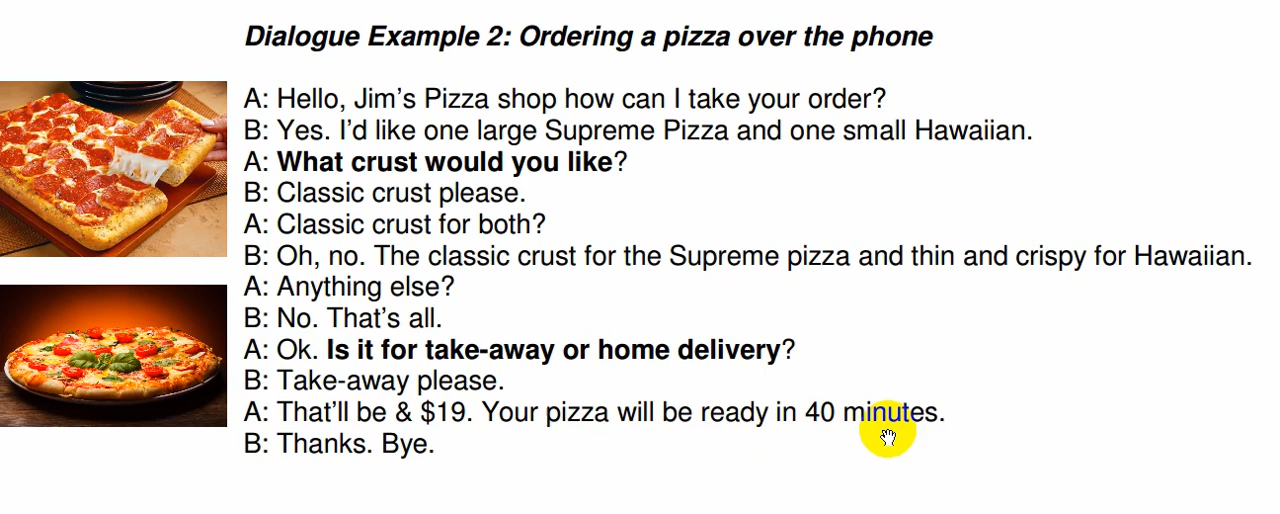 Dialogue Example 2: Ordering a pizza over the phone
A: Hello, Jim’s Pizza shop how can I take your order?
B: Yes. I’d like one large Supreme Pizza and one small Hawaiian.
A: What crust would you like?
B: Classic crust please.
A: Classic crust for both?
B: Oh, no. The classic crust for the Supreme pizza and thin and crispy for Hawaiian.
A: Anything else?
B: No. That’s all.
A: Ok. Is it for take-away or home delivery?
B: Take-away please.
A: That’ll be & $19. Your pizza will be ready in 40 minutes.
B: Thanks. Bye.